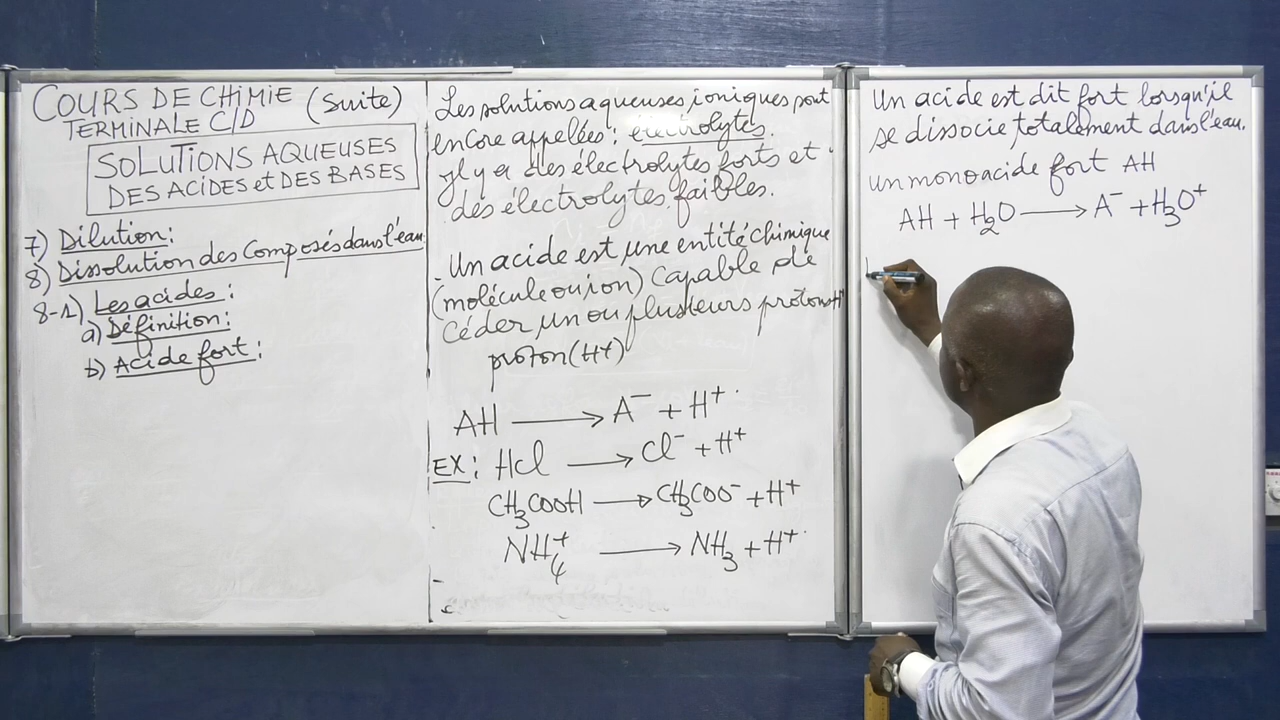 COURS DE CHIMIE (Suite)
TERMINALE C/D
SOLUTIONS AQUEUSES
DES ACIDES et DES BASES
7) Dilution:
8) Dissolution des Composés dans l'eau
8-1) Les acides:
a) Définition:
b) Acide fort:
Les solutions aqueuses ioniques sont
encore appelées: électrolytes.
Il y a des électrolytes forts et
des électrolytes faibles.
- Un acide est une entité chimique
(molécule ou ion) capable de
Céder un ou plusieurs protons H+
proton (H+)
AH ⟶ A⁻ + H⁺
EX: HCl ⟶ Cl⁻ + H⁺
CH₃COOH ⟶ CH₃COO⁻ + H⁺
NH₄⁺ ⟶ NH₃ + H⁺
Un acide est dit fort lorsqu'il
se dissocie totalement dans l'eau.
un monoacide fort AH
AH + H₂O ⟶ A⁻ + H₃O⁺